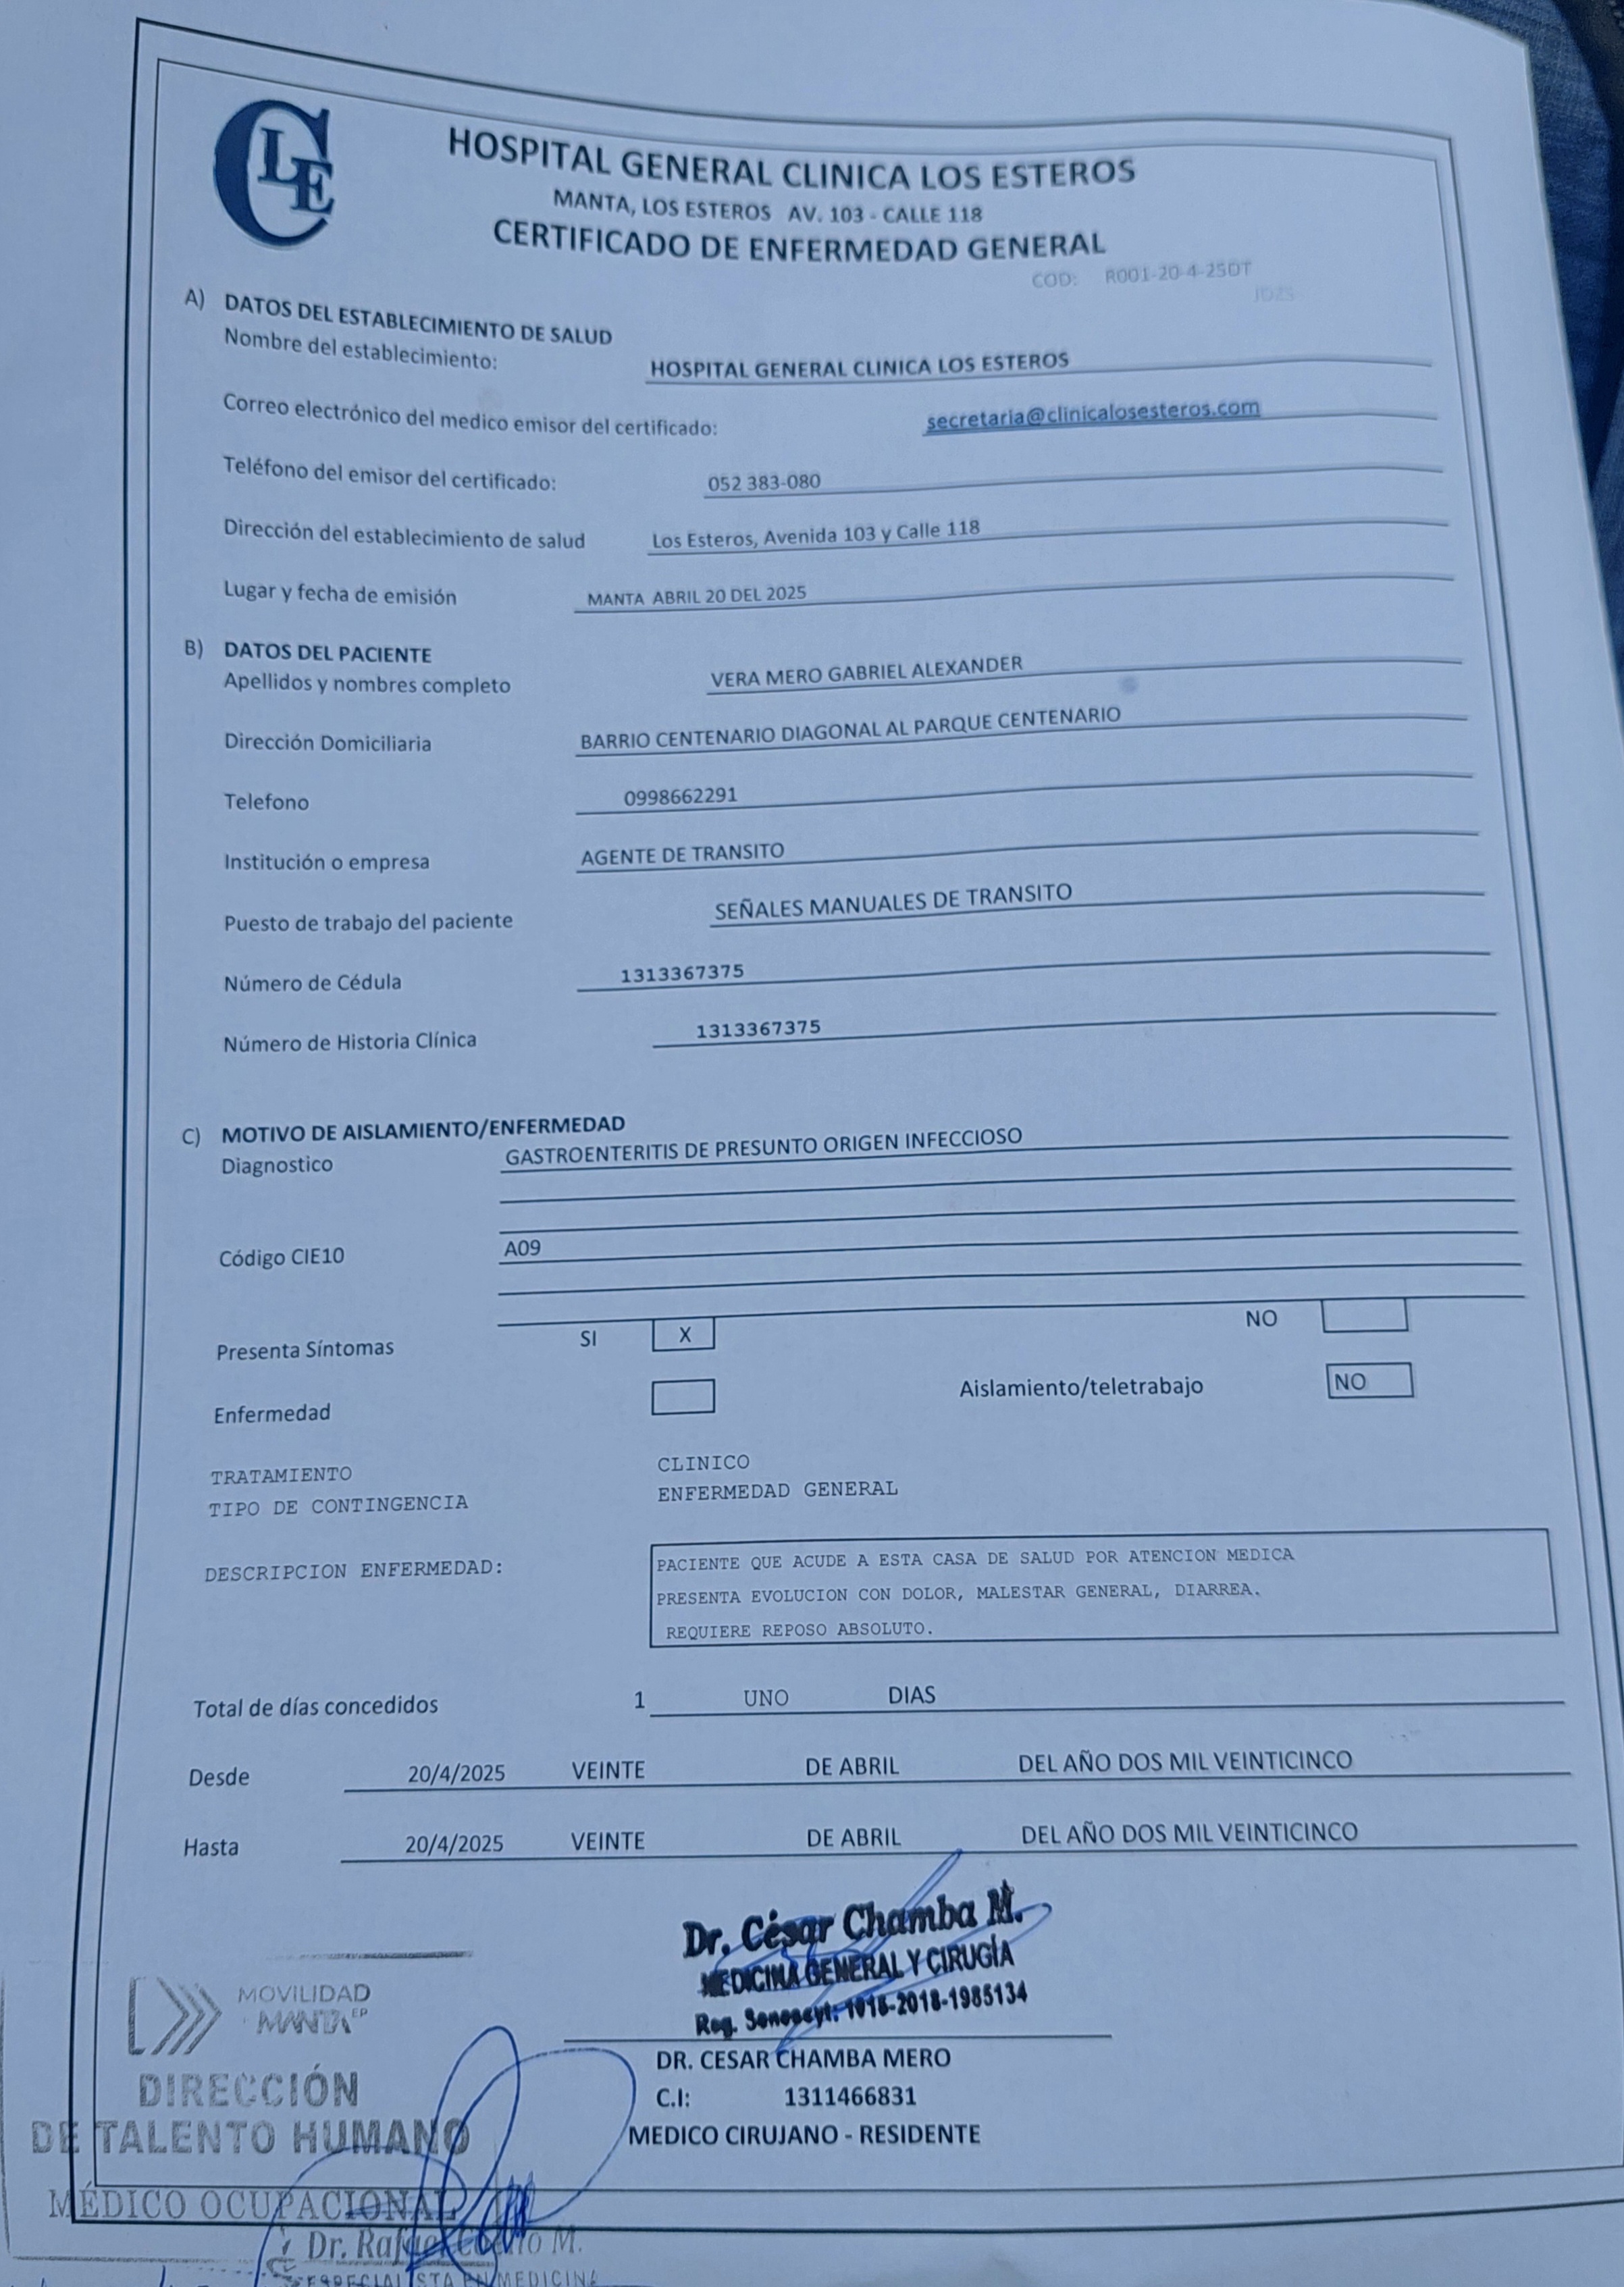 CLE
HOSPITAL GENERAL CLINICA LOS ESTEROS
MANTA, LOS ESTEROS AV. 103 - CALLE 118
CERTIFICADO DE ENFERMEDAD GENERAL
COD: R001-20-4-25DT
JDZS
A) DATOS DEL ESTABLECIMIENTO DE SALUD
Nombre del establecimiento: HOSPITAL GENERAL CLINICA LOS ESTEROS
Correo electrónico del medico emisor del certificado: secretaria@clinicalosesteros.com
Teléfono del emisor del certificado: 052 383-080
Dirección del establecimiento de salud Los Esteros, Avenida 103 y Calle 118
Lugar y fecha de emisión MANTA ABRIL 20 DEL 2025
B) DATOS DEL PACIENTE
Apellidos y nombres completo VERA MERO GABRIEL ALEXANDER
Dirección Domiciliaria BARRIO CENTENARIO DIAGONAL AL PARQUE CENTENARIO
Telefono 0998662291
Institución o empresa AGENTE DE TRANSITO
Puesto de trabajo del paciente SEÑALES MANUALES DE TRANSITO
Número de Cédula 1313367375
Número de Historia Clínica 1313367375
C) MOTIVO DE AISLAMIENTO/ENFERMEDAD
Diagnostico GASTROENTERITIS DE PRESUNTO ORIGEN INFECCIOSO
Código CIE10 A09
Presenta Síntomas SI X NO
Enfermedad Aislamiento/teletrabajo NO
TRATAMIENTO CLINICO
TIPO DE CONTINGENCIA ENFERMEDAD GENERAL
DESCRIPCION ENFERMEDAD: PACIENTE QUE ACUDE A ESTA CASA DE SALUD POR ATENCION MEDICA
PRESENTA EVOLUCION CON DOLOR, MALESTAR GENERAL, DIARREA.
REQUIERE REPOSO ABSOLUTO.
Total de días concedidos 1 UNO DIAS
Desde 20/4/2025 VEINTE DE ABRIL DEL AÑO DOS MIL VEINTICINCO
Hasta 20/4/2025 VEINTE DE ABRIL DEL AÑO DOS MIL VEINTICINCO
Dr. César Chamba M.
MEDICINA GENERAL Y CIRUGÍA
Reg. Senescyt: 1016-2018-1985134
DR. CESAR CHAMBA MERO
C.I: 1311466831
MEDICO CIRUJANO - RESIDENTE
MOVILIDAD
MANTA EP
DIRECCIÓN
DE TALENTO HUMANO
MÉDICO OCUPACIONAL
Dr. Rafael M.
ESPECIALISTA EN MEDICINA